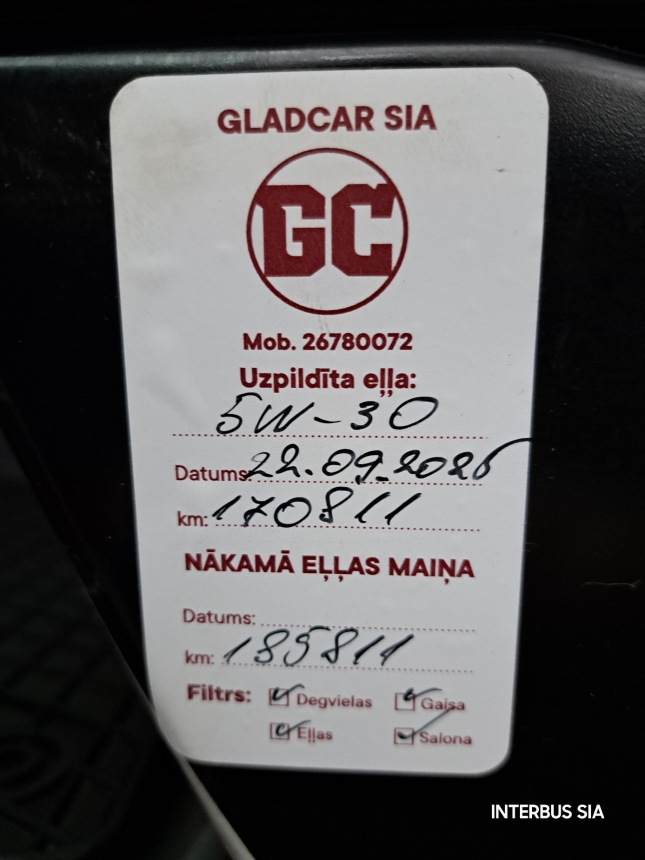 GLADCAR SIA
GC
Mob. 26780072
Uzpildīta eļļa:
5W-30
Datums: 22.09.2025
km: 170811
NĀKAMĀ EĻĻAS MAIŅA
Datums:
km: 185811
Filtrs: Degvielas Gaisa
Eļļas Salona
INTERBUS SIA